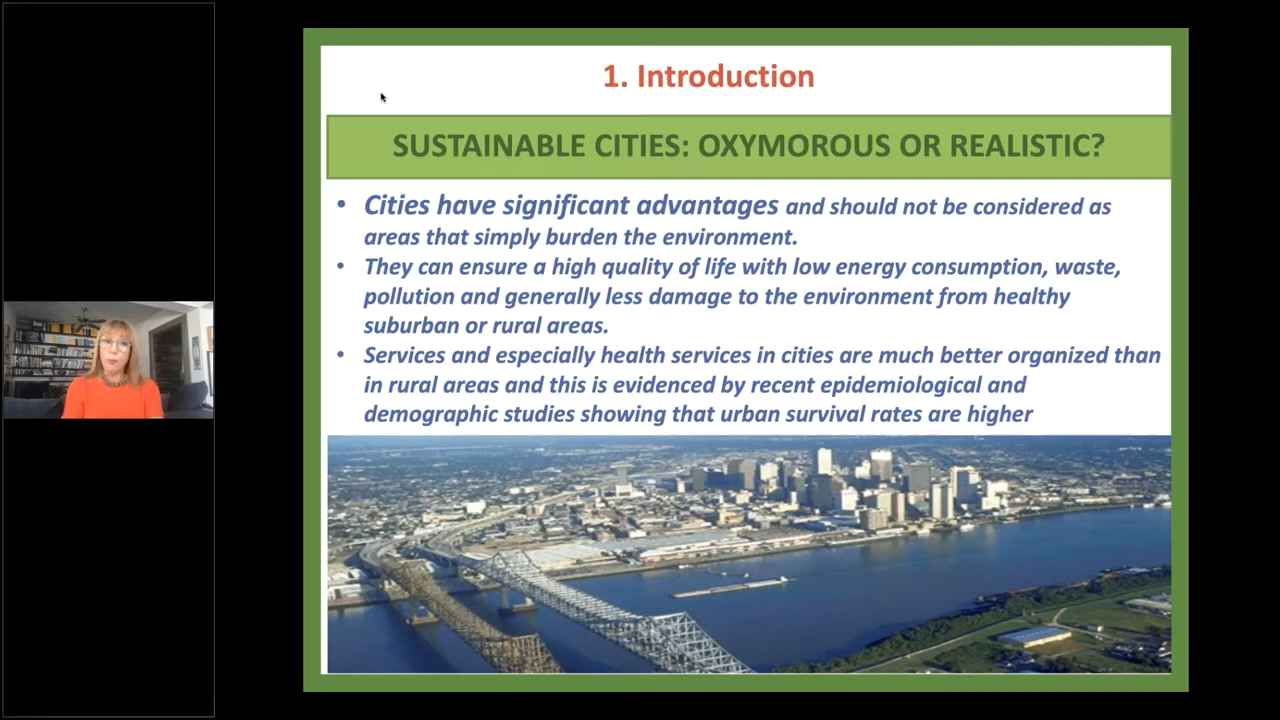 1. Introduction
SUSTAINABLE CITIES: OXYMOROUS OR REALISTIC?
• Cities have significant advantages and should not be considered as
areas that simply burden the environment.
• They can ensure a high quality of life with low energy consumption, waste,
pollution and generally less damage to the environment from healthy
suburban or rural areas.
• Services and especially health services in cities are much better organized than
in rural areas and this is evidenced by recent epidemiological and
demographic studies showing that urban survival rates are higher